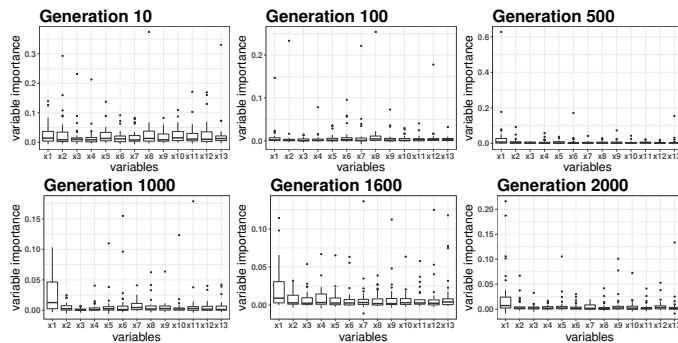 Generation 10
Generation 100
Generation 500
variable importance
0.3
0.2
0.1
0.0
x1 x2 x3 x4 x5 x6 x7 x8 x9 x10 x11 x12 x13
variables
variable importance
0.2
0.1
0.0
x1 x2 x3 x4 x5 x6 x7 x8 x9 x10 x11 x12 x13
variables
variable importance
0.6
0.4
0.2
0.0
x1 x2 x3 x4 x5 x6 x7 x8 x9 x10 x11 x12 x13
variables
Generation 1000
Generation 1600
Generation 2000
variable importance
0.15
0.10
0.05
0.00
x1 x2 x3 x4 x5 x6 x7 x8 x9 x10 x11 x12 x13
variables
variable importance
0.10
0.05
0.00
x1 x2 x3 x4 x5 x6 x7 x8 x9 x10 x11 x12 x13
variables
variable importance
0.20
0.15
0.10
0.05
0.00
x1 x2 x3 x4 x5 x6 x7 x8 x9 x10 x11 x12 x13
variables